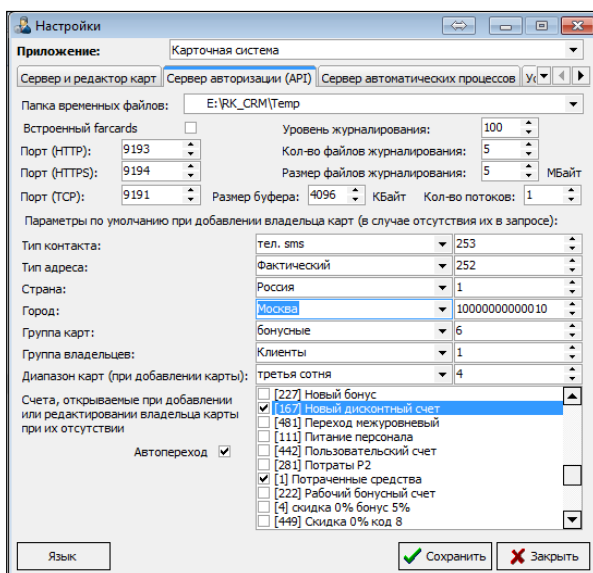 Настройки
Приложение: Карточная система
Сервер и редактор карт Сервер авторизации (API) Сервер автоматических процессов
Папка временных файлов: E:\RK_CRM\Temp
Встроенный farcards Уровень журналирования: 100
Порт (HTTP): 9193 Кол-во файлов журналирования: 5
Порт (HTTPS): 9194 Размер файлов журналирования: 5 МБайт
Порт (TCP): 9191 Размер буфера: 4096 КБайт Кол-во потоков: 1
Параметры по умолчанию при добавлении владельца карт (в случае отсутствия их в запросе):
Тип контакта: тел. sms 253
Тип адреса: Фактический 252
Страна: Россия 1
Город: Москва 10000000000010
Группа карт: бонусные 6
Группа владельцев: Клиенты 1
Диапазон карт (при добавлении карты): третья сотня 4
Счета, открываемые при добавлении
или редактировании владельца карты
при их отсутствии
Автопереход
[227] Новый бонус
[167] Новый дисконтный счет
[481] Переход межуровневый
[111] Питание персонала
[442] Пользовательский счет
[281] Потраты Р2
[1] Потраченные средства
[222] Рабочий бонусный счет
[4] скидка 0% бонус 5%
[449] Скидка 0% код 8
Язык Сохранить Закрыть